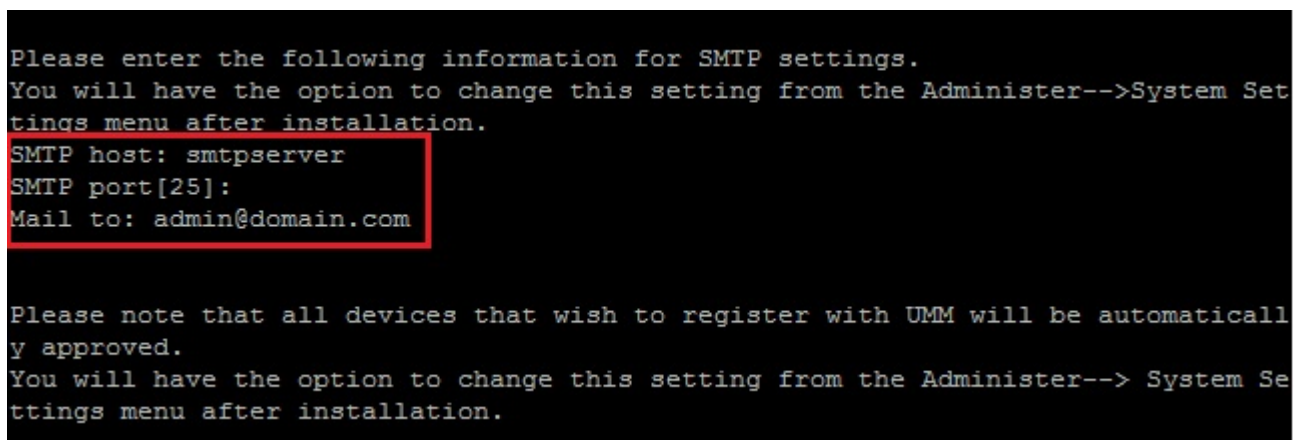 Please enter the following information for SMTP settings.
You will have the option to change this setting from the Administer-->System Set
tings menu after installation.
SMTP host: smtpserver
SMTP port[25]:
Mail to: admin@domain.com
Please note that all devices that wish to register with UMM will be automaticall
y approved.
You will have the option to change this setting from the Administer--> System Se
ttings menu after installation.